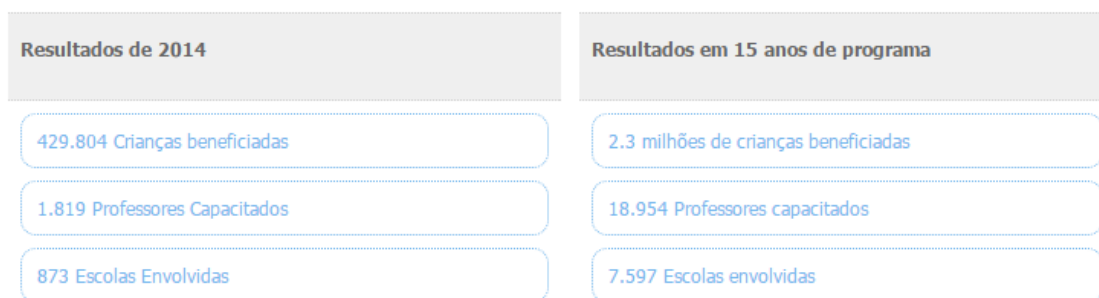 Resultados de 2014
429.804 Crianças beneficiadas
1.819 Professores Capacitados
873 Escolas Envolvidas
Resultados em 15 anos de programa
2.3 milhões de crianças beneficiadas
18.954 Professores capacitados
7.597 Escolas envolvidas